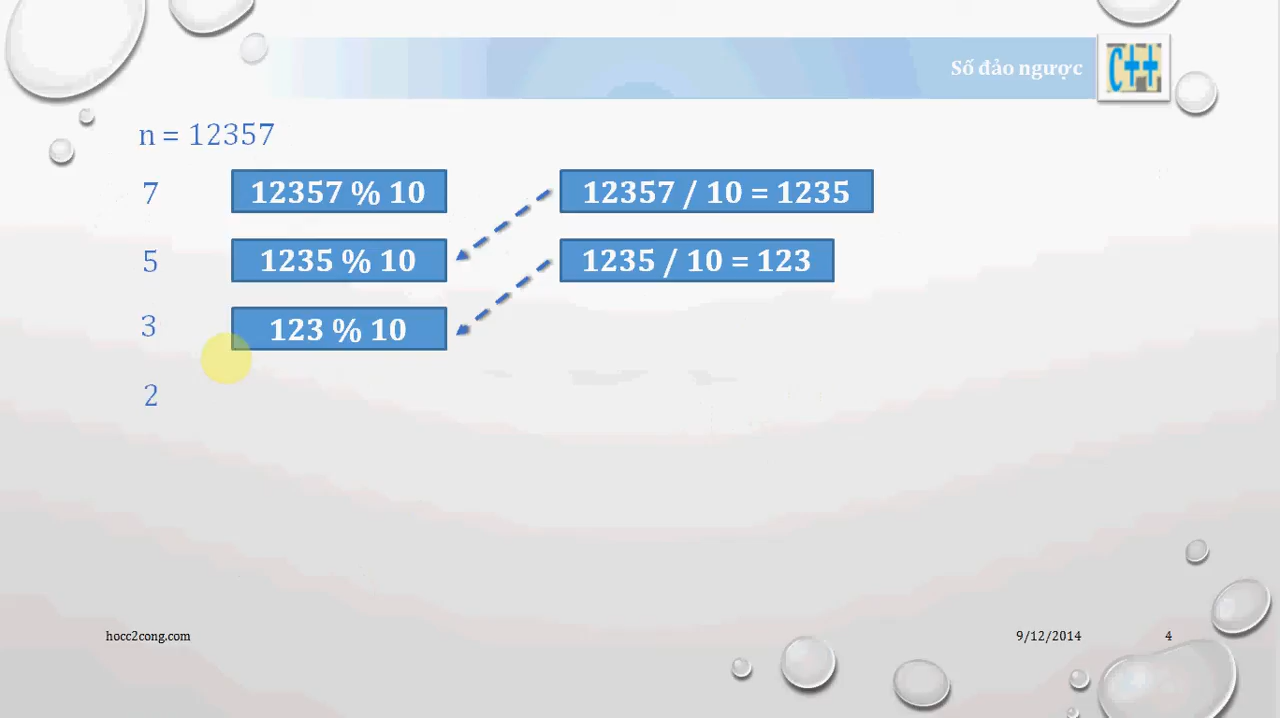 Số đảo ngược
C++
n = 12357
7 12357 % 10 12357 / 10 = 1235
5 1235 % 10 1235 / 10 = 123
3 123 % 10
2
hocc2cong.com 9/12/2014 4